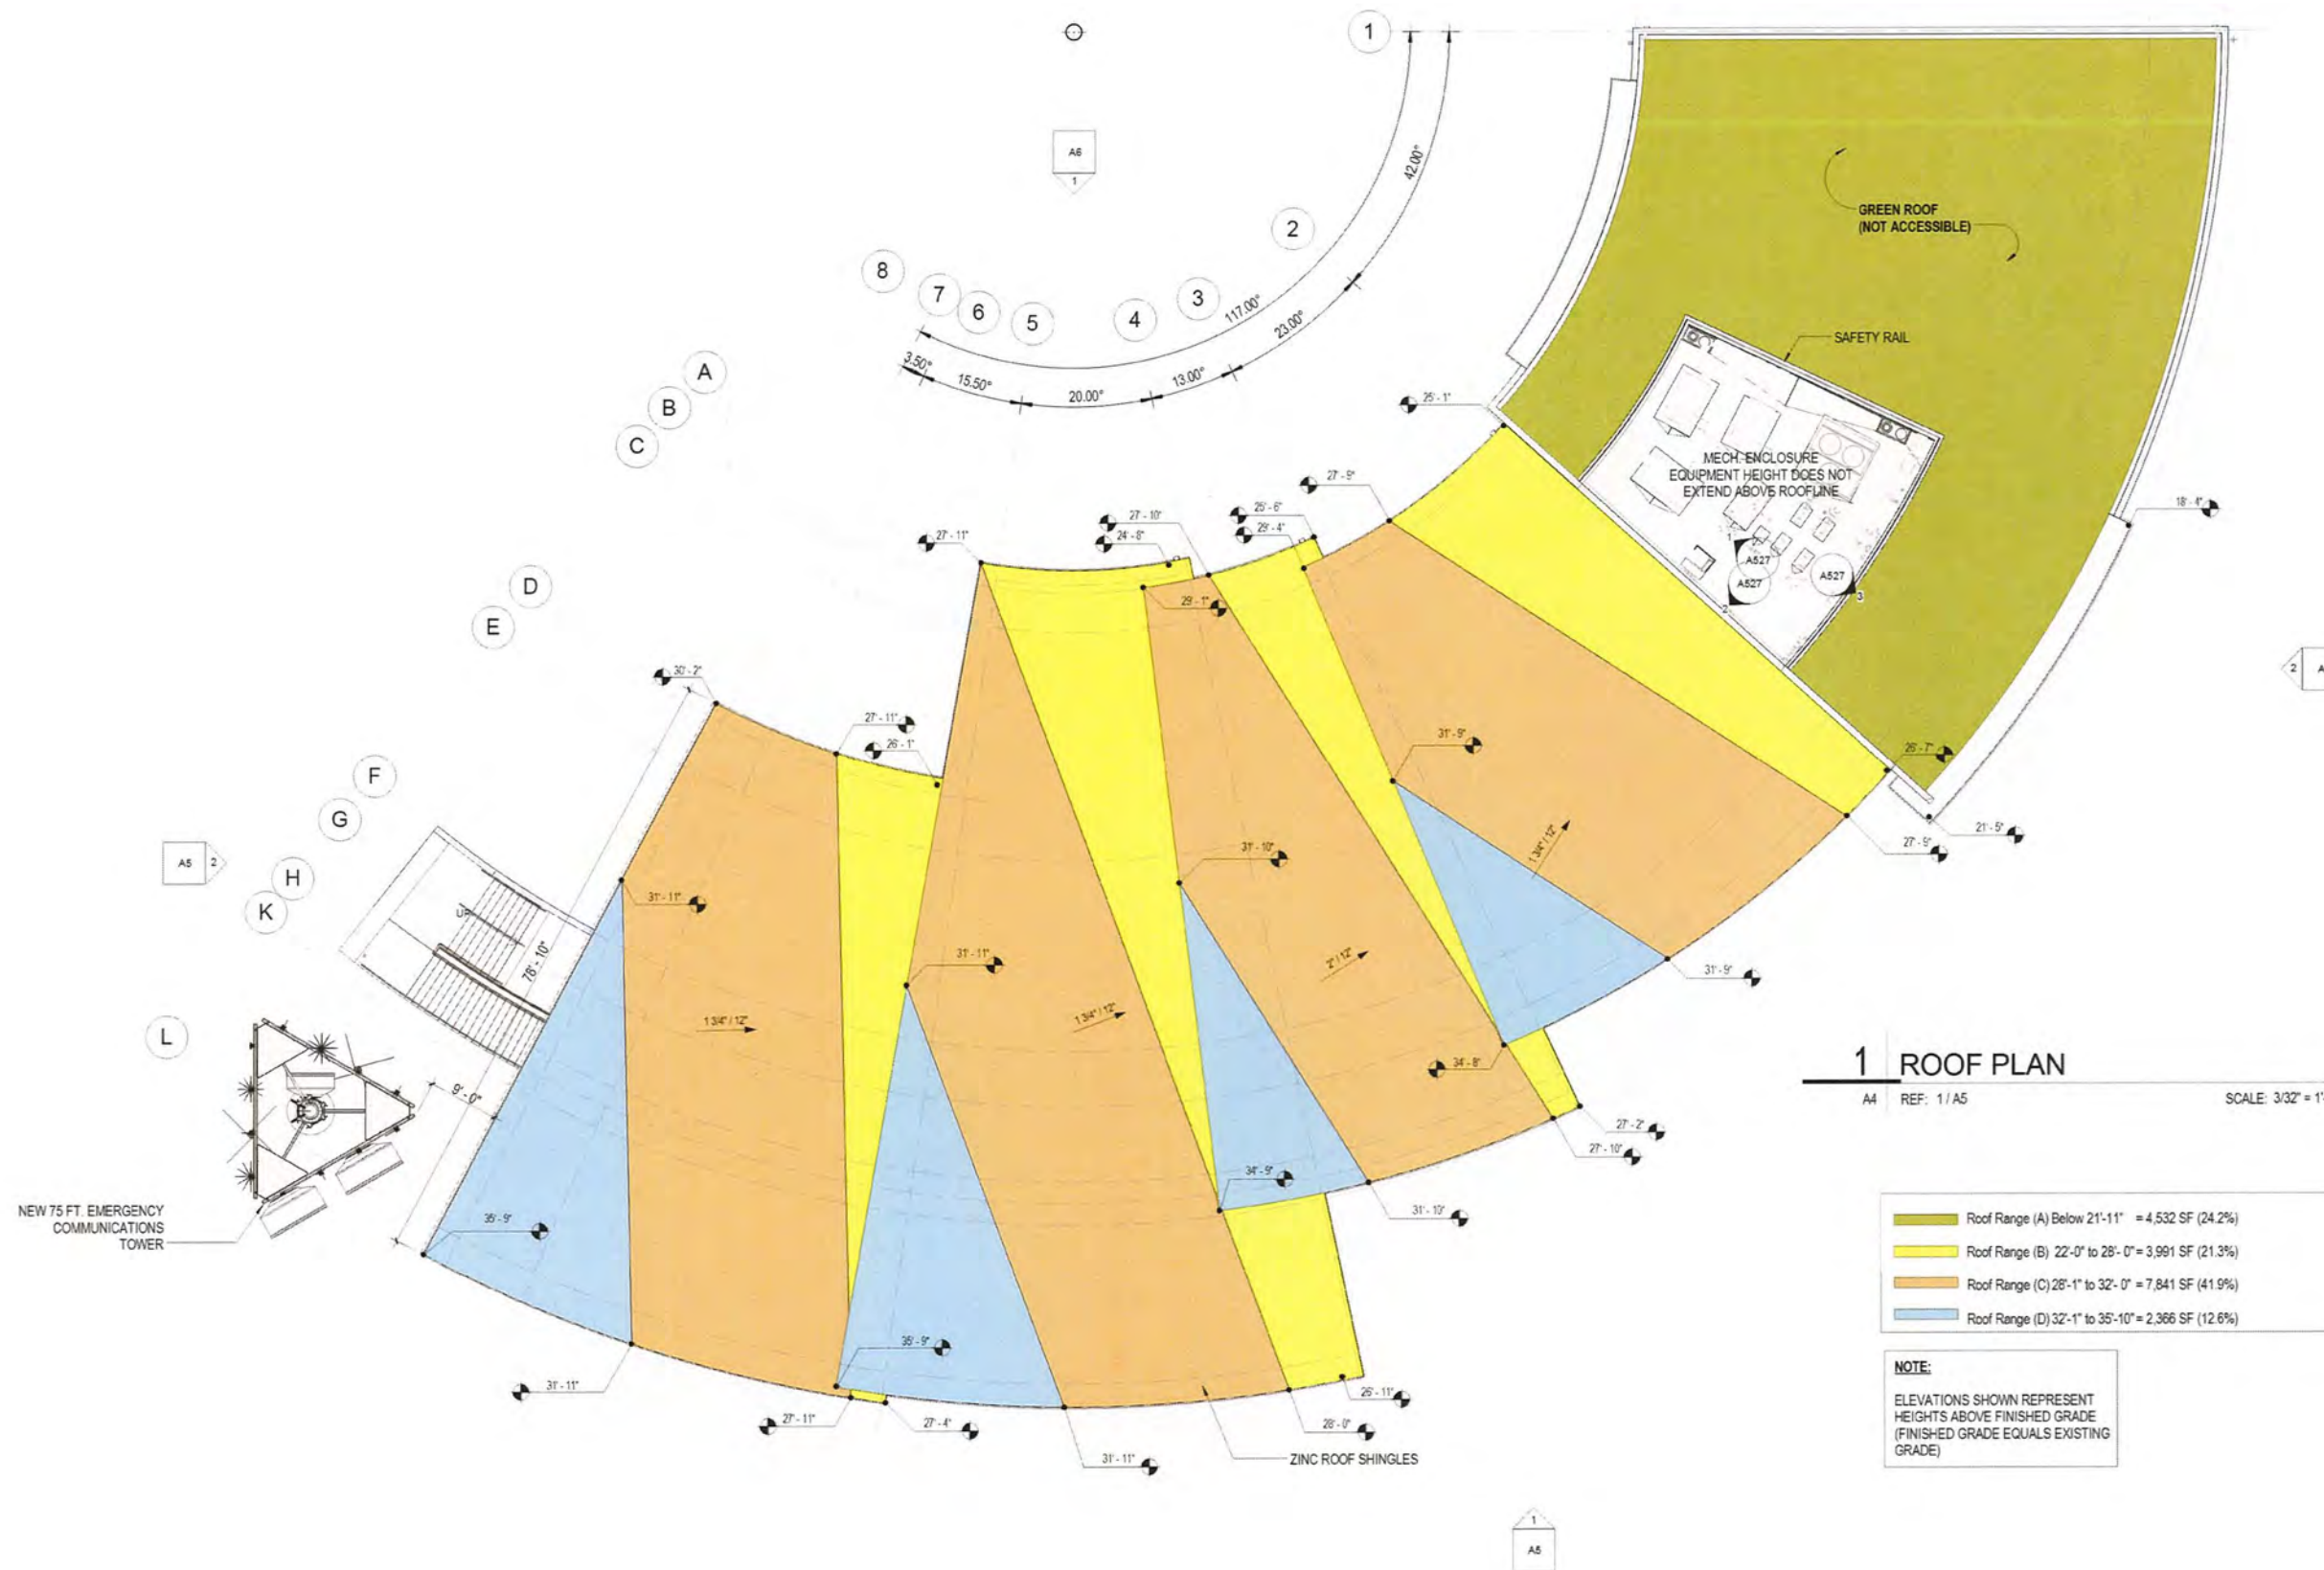 1
A6
1
42.00°
2
8
7
6
5
4
3
117.00°
23.00°
13.00°
20.00°
15.50°
3.50°
A
B
C
D
E
F
G
H
K
L
GREEN ROOF
(NOT ACCESSIBLE)
SAFETY RAIL
MECH. ENCLOSURE
EQUIPMENT HEIGHT DOES NOT
EXTEND ABOVE ROOFLINE
1
A527
A527
2
A527
3
18' - 4"
25' - 1"
27' - 9"
25' - 6"
29' - 4"
27' - 10"
24' - 8"
27' - 11"
29' - 1"
30' - 2"
27' - 11"
26' - 1"
2
A
31' - 9"
26' - 7"
21' - 5"
27' - 9"
1 3/4" / 12"
31' - 10"
31' - 11"
31' - 11"
31' - 9"
2" / 12"
1 3/4" / 12"
1 3/4" / 12"
A5
2
UP
78' - 10"
9' - 0"
34' - 8"
27' - 2"
27' - 10"
34' - 9"
31' - 10"
NEW 75 FT. EMERGENCY
COMMUNICATIONS
TOWER
35' - 9"
35' - 9"
31' - 11"
27' - 11"
27' - 4"
26' - 11"
28' - 0"
31' - 11"
ZINC ROOF SHINGLES
1 ROOF PLAN
A4 REF: 1 / A5 SCALE: 3/32" = 1'
Roof Range (A) Below 21'-11" = 4,532 SF (24.2%)
Roof Range (B) 22'-0" to 28'- 0" = 3,991 SF (21.3%)
Roof Range (C) 28'-1" to 32'- 0" = 7,841 SF (41.9%)
Roof Range (D) 32'-1" to 35'-10" = 2,366 SF (12.6%)
NOTE:
ELEVATIONS SHOWN REPRESENT
HEIGHTS ABOVE FINISHED GRADE
(FINISHED GRADE EQUALS EXISTING
GRADE)
1
A5